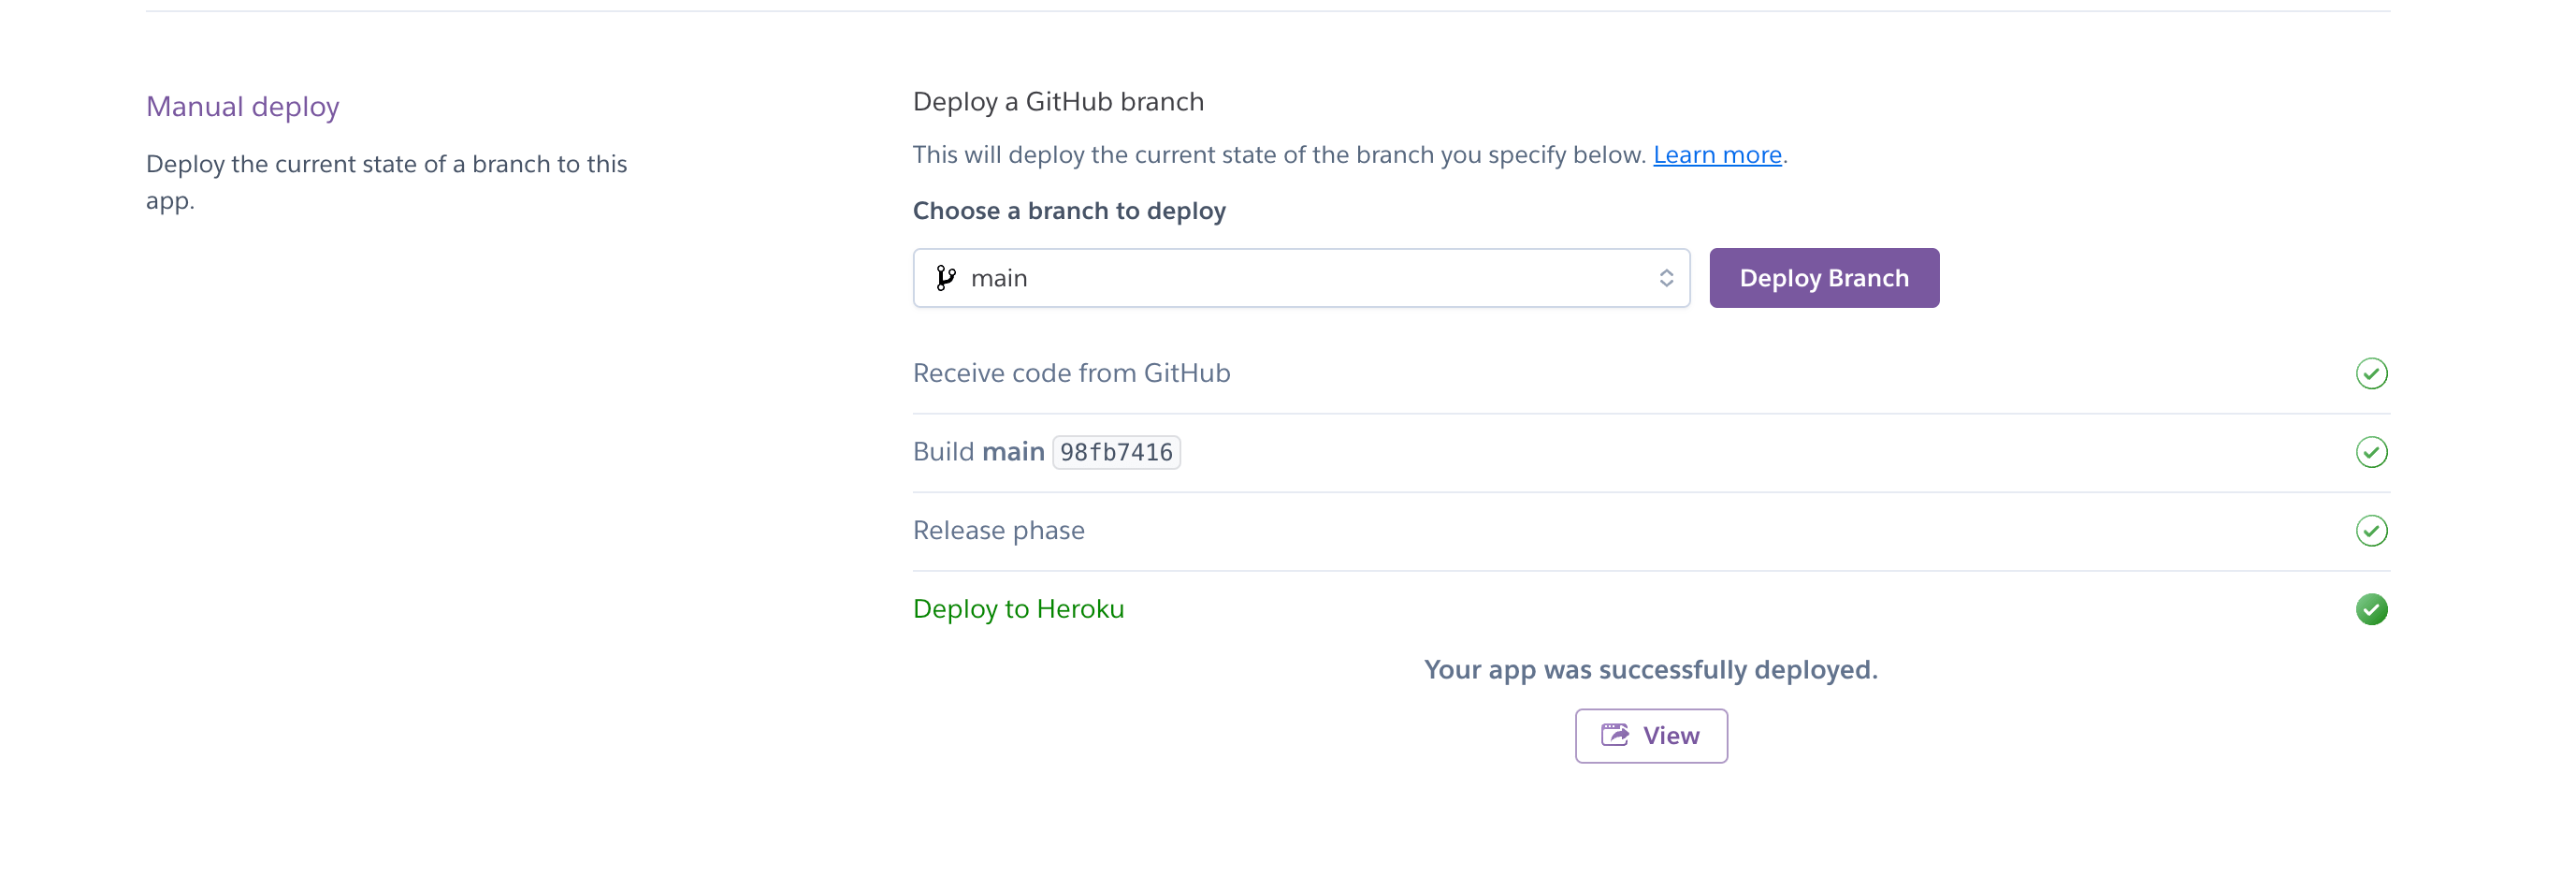 Manual deploy
Deploy the current state of a branch to this
app.
Deploy a GitHub branch
This will deploy the current state of the branch you specify below. Learn more.
Choose a branch to deploy
main
Deploy Branch
Receive code from GitHub
Build main 98fb7416
Release phase
Deploy to Heroku
Your app was successfully deployed.
View